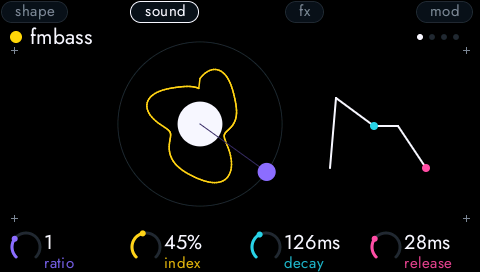 shape sound fx mod
fmbass
1 45% 126ms 28ms
ratio index decay release